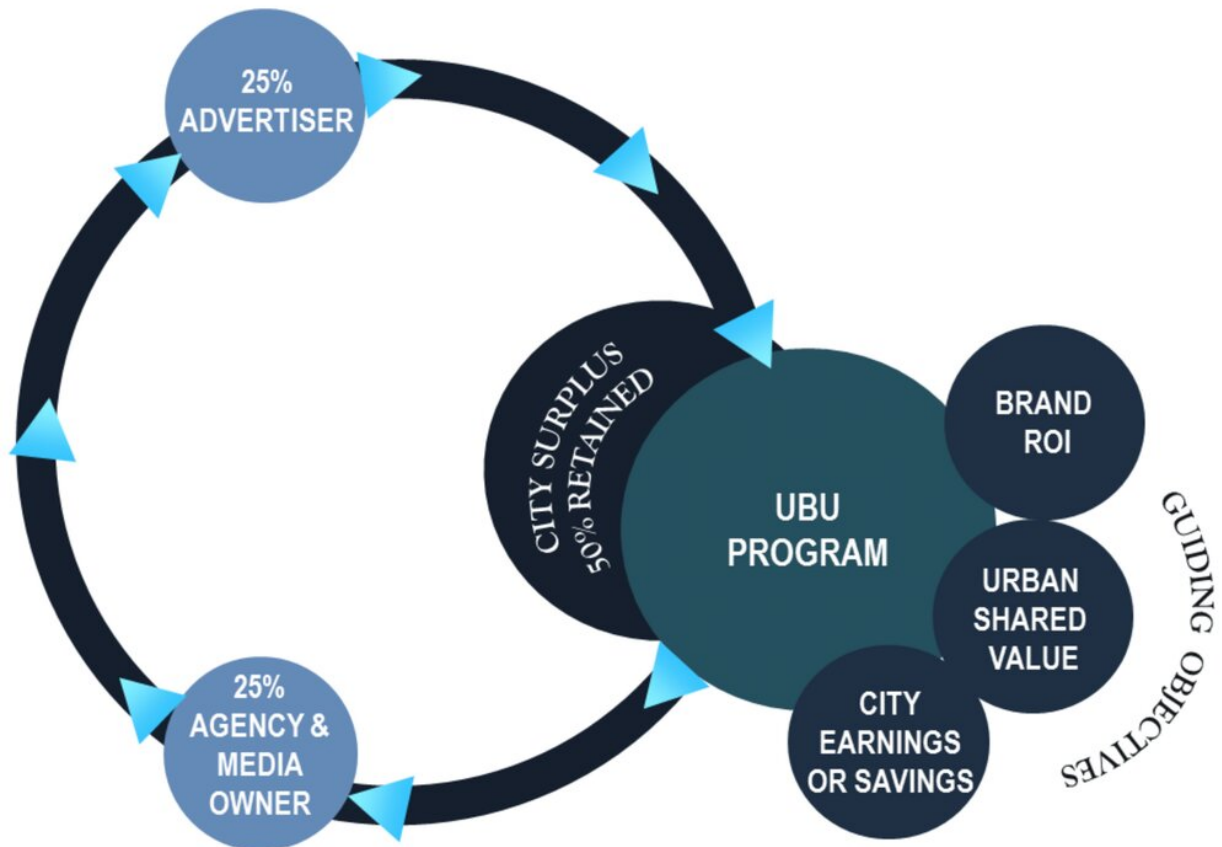 25%
ADVERTISER
CITY SURPLUS
50% RETAINED
UBU
PROGRAM
BRAND
ROI
URBAN
SHARED
VALUE
CITY
EARNINGS
OR SAVINGS
GUIDING OBJECTIVES
25%
AGENCY &
MEDIA
OWNER